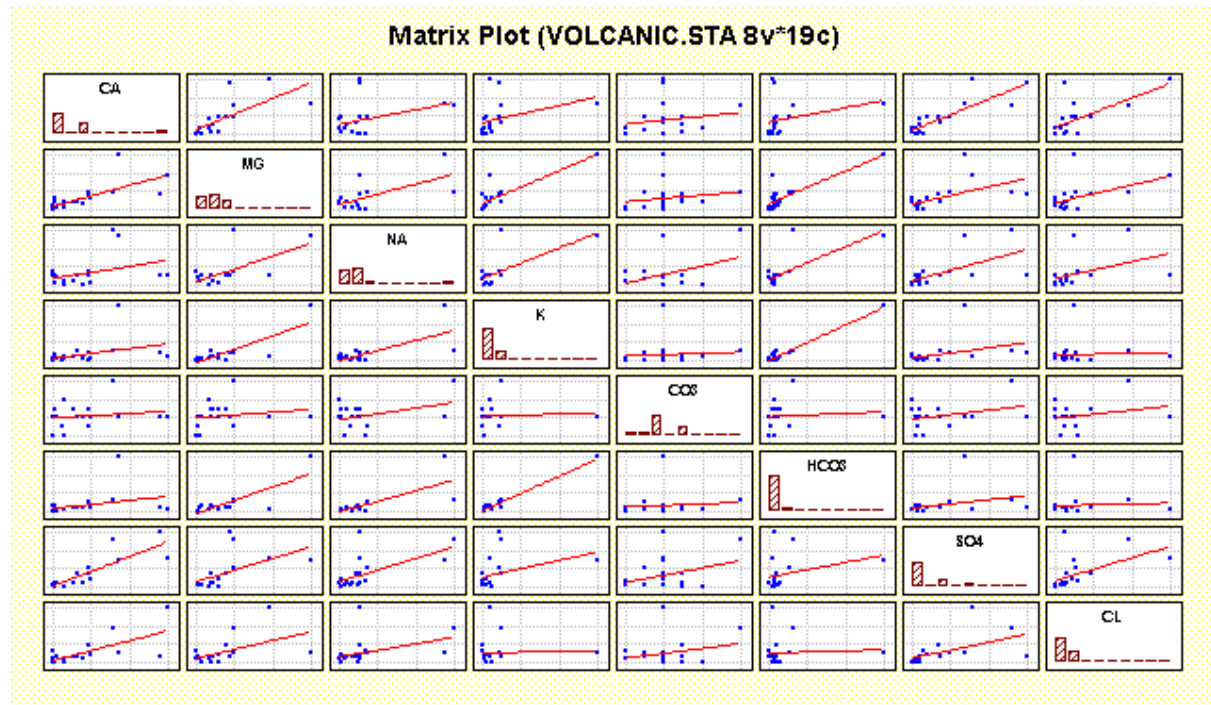 Matrix Plot (VOLCANIC.STA 8v*19c)
CA
MG
NA
K
CO3
HCO3
SO4
CL